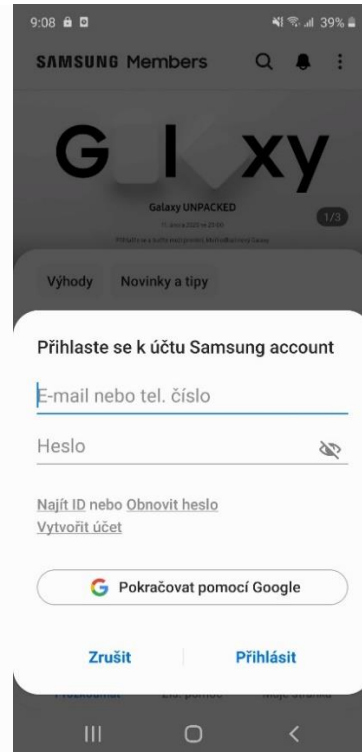 9:08
39%
SAMSUNG Members
Galaxy
Galaxy UNPACKED
1/3
Výhody
Novinky a tipy
Přihlaste se k účtu Samsung account
E-mail nebo tel. číslo
Heslo
Najít ID nebo Obnovit heslo
Vytvořit účet
Pokračovat pomocí Google
Zrušit
Přihlásit